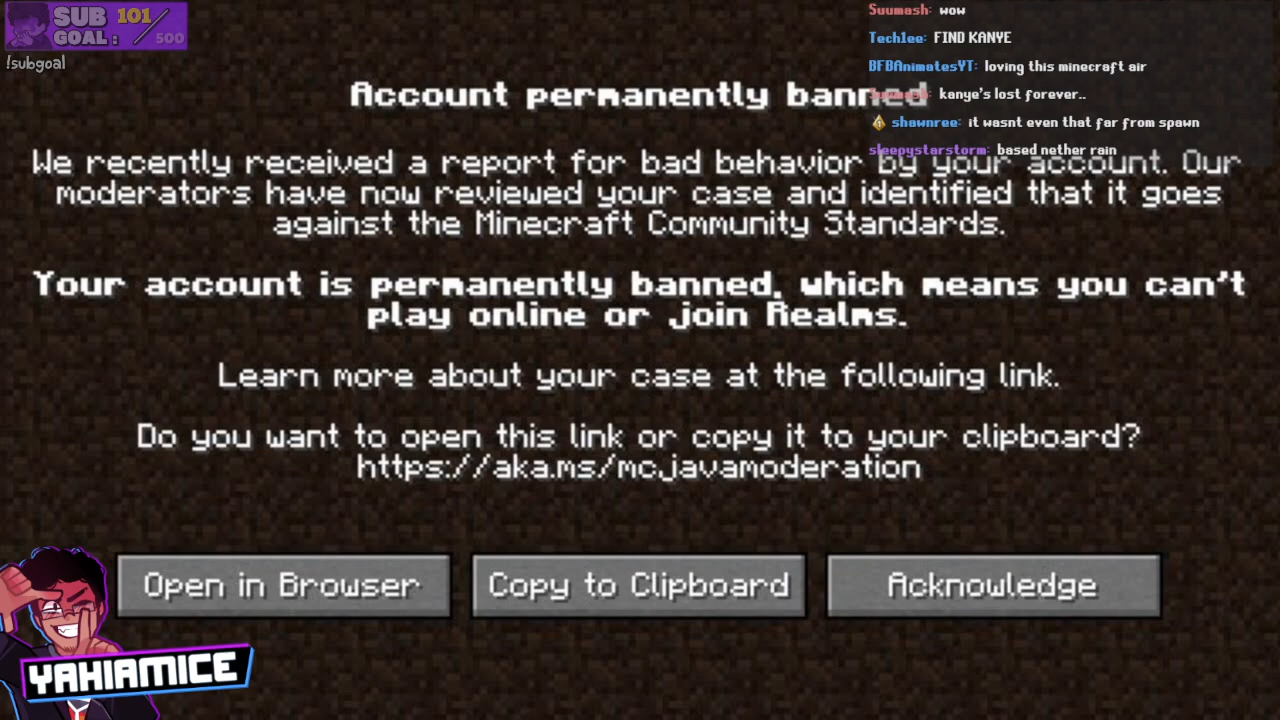 SUB 101/
GOAL: 500
!subgoal
Suumash: wow
Tech1ee: FIND KANYE
BFBAnimatesYT: loving this minecraft air
Suumash: kanye's lost forever..
shawnree: it wasnt even that far from spawn
sleepystarstorm: based nether rain
Account permanently banned
We recently received a report for bad behavior by your account. Our
moderators have now reviewed your case and identified that it goes
against the Minecraft Community Standards.
Your account is permanently banned, which means you can't
play online or join Realms.
Learn more about your case at the following link.
Do you want to open this link or copy it to your clipboard?
https://aka.ms/mcjavamoderation
Open in Browser
Copy to Clipboard
Acknowledge
YAHIAMICE